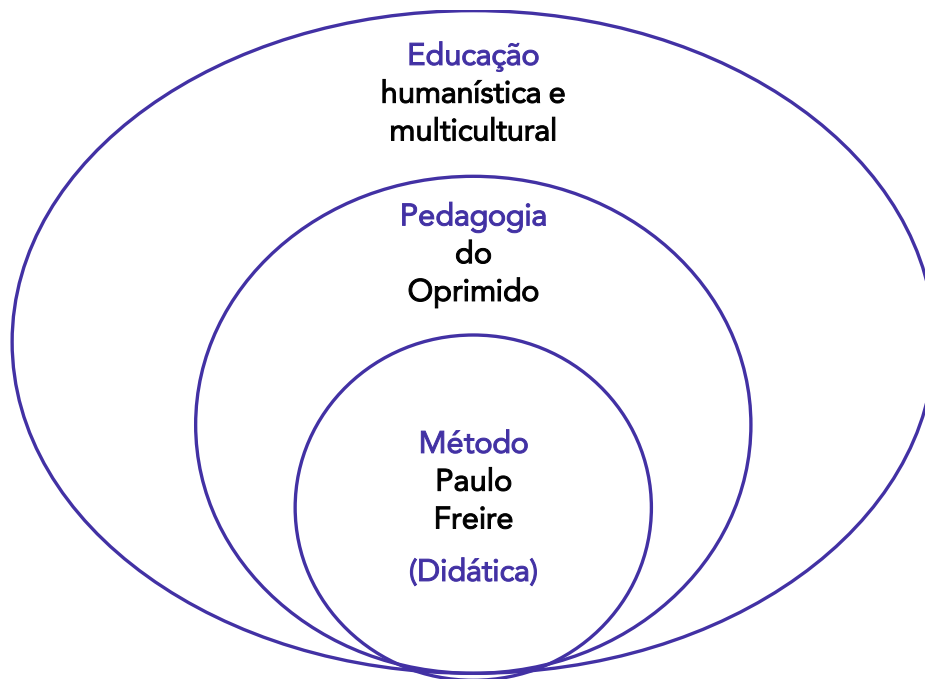 Educação
humanística e
multicultural
Pedagogia
do
Oprimido
Método
Paulo
Freire
(Didática)